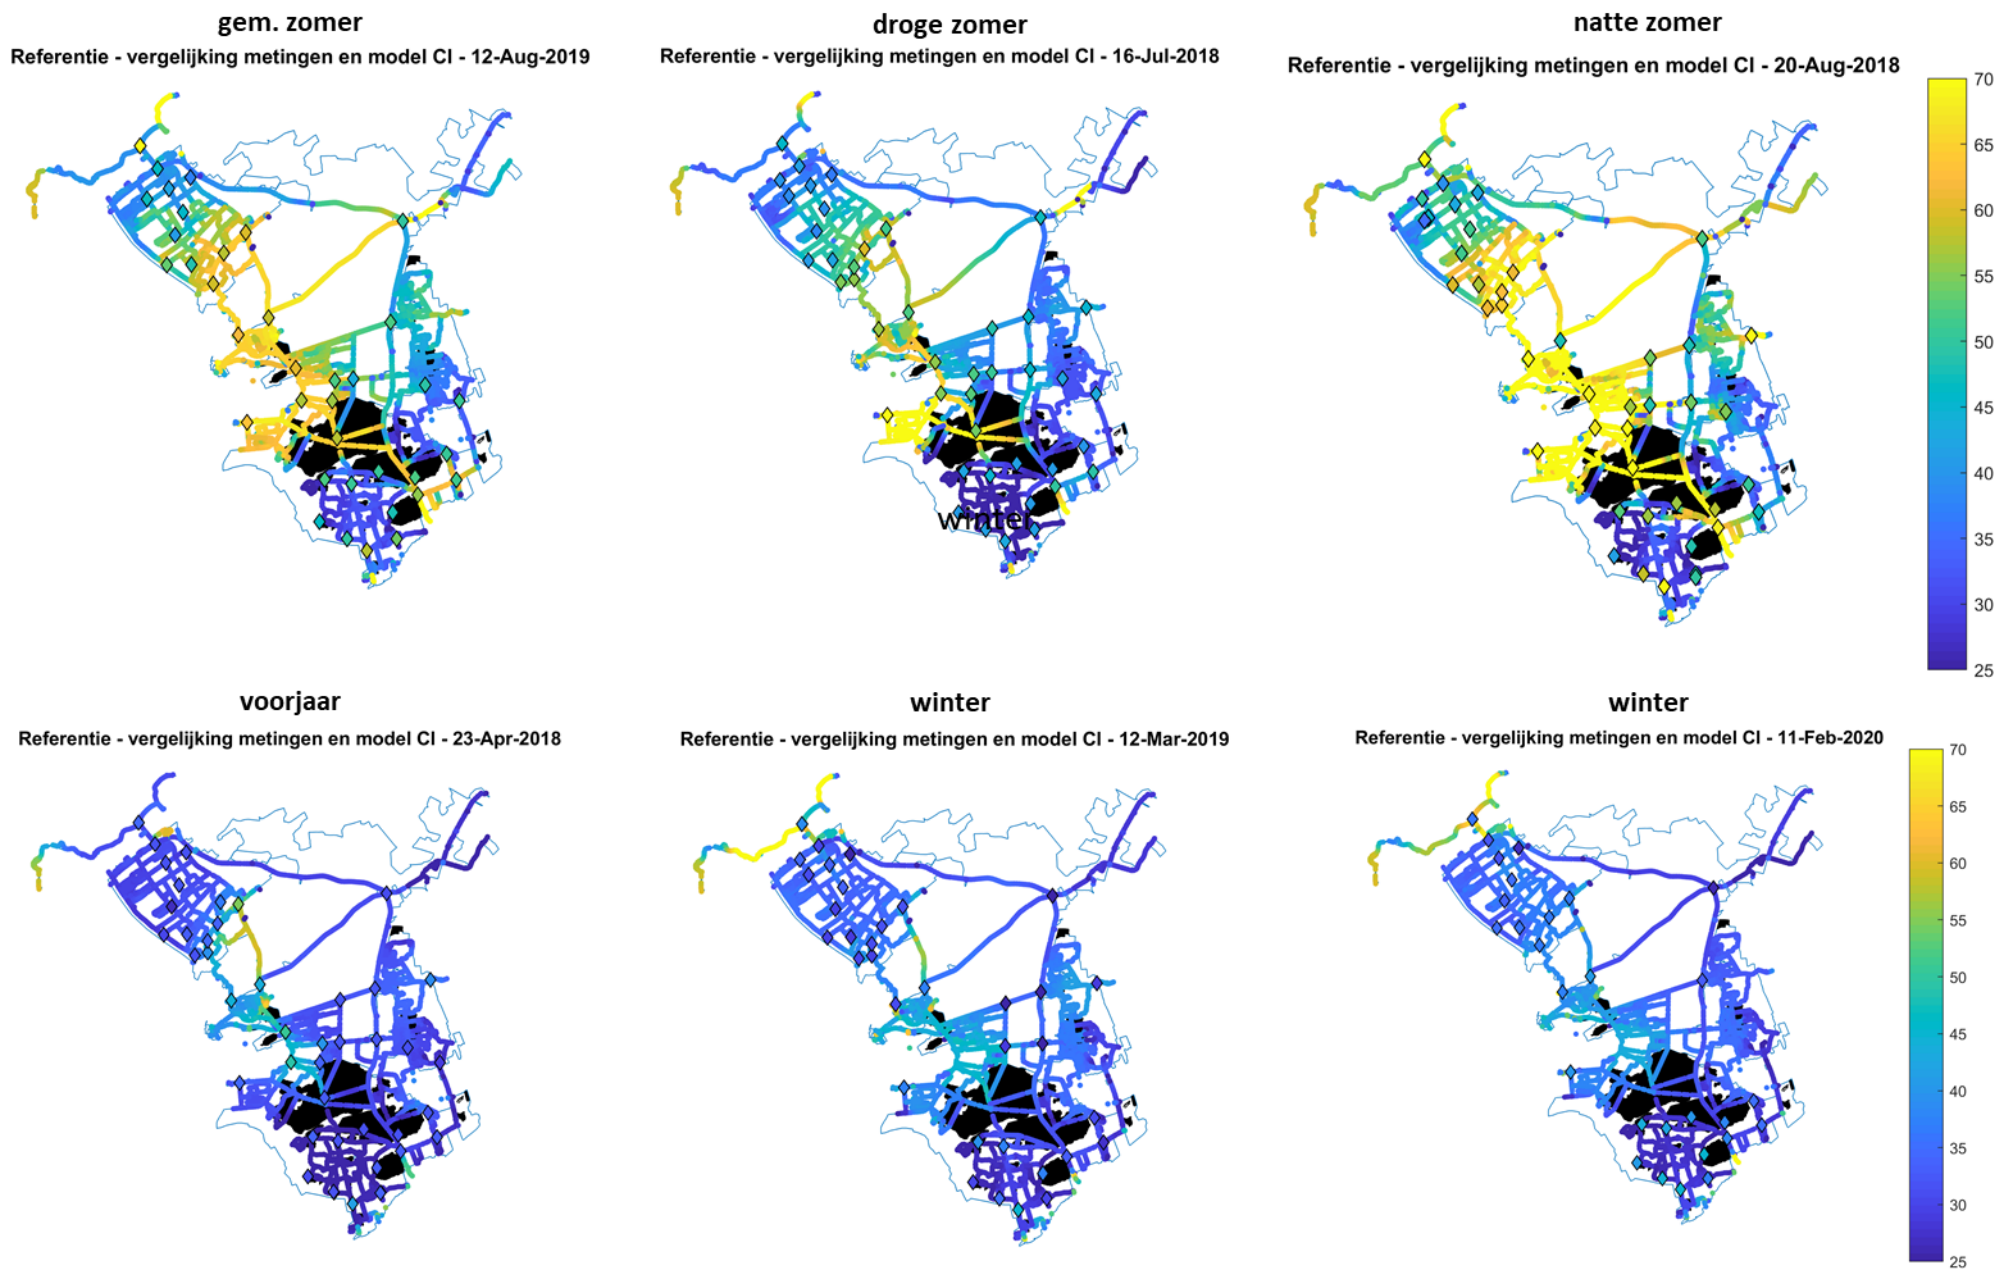 gem. zomer
Referentie - vergelijking metingen en model Cl - 12-Aug-2019
droge zomer
Referentie - vergelijking metingen en model Cl - 16-Jul-2018
natte zomer
Referentie - vergelijking metingen en model Cl - 20-Aug-2018
70
65
60
55
50
45
40
35
30
25
winter
voorjaar
Referentie - vergelijking metingen en model Cl - 23-Apr-2018
winter
Referentie - vergelijking metingen en model Cl - 12-Mar-2019
winter
Referentie - vergelijking metingen en model Cl - 11-Feb-2020
70
65
60
55
50
45
40
35
30
25